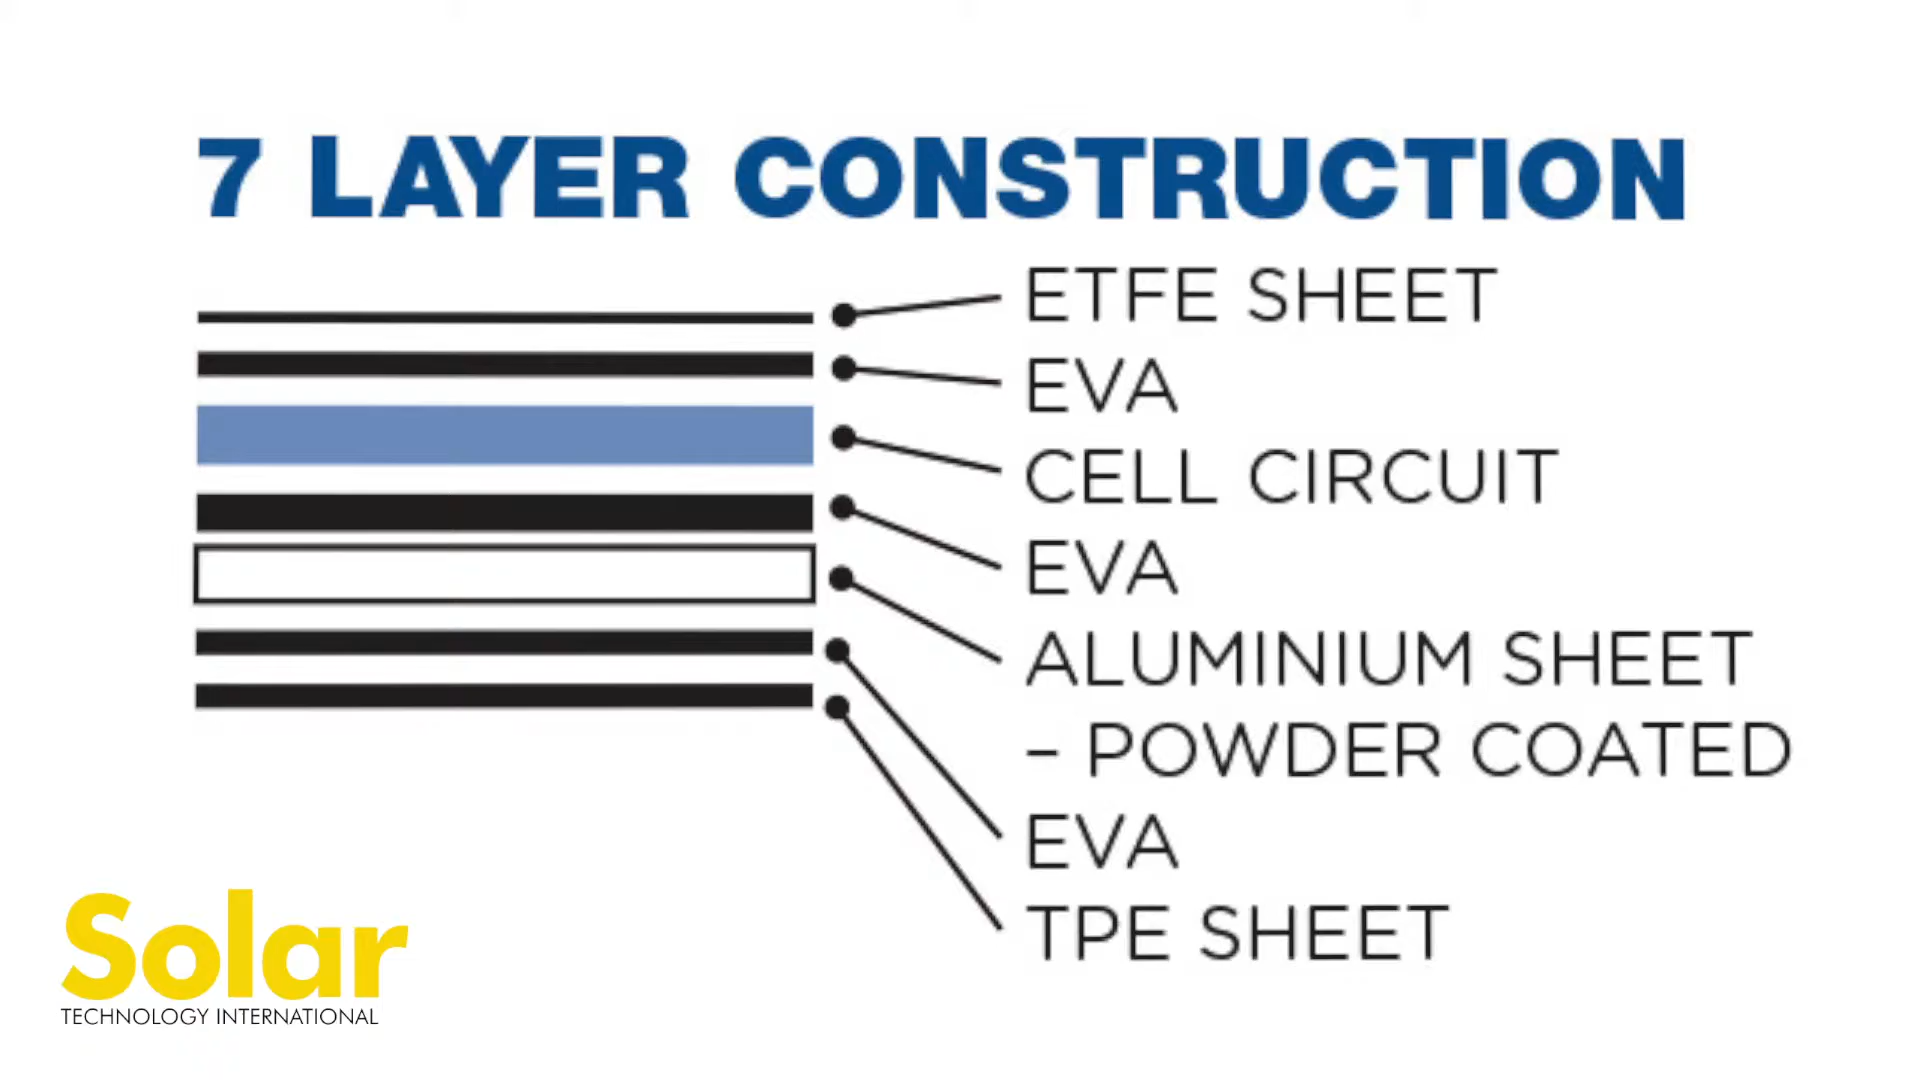 7 LAYER CONSTRUCTION
ETFE SHEET
EVA
CELL CIRCUIT
EVA
ALUMINIUM SHEET
– POWDER COATED
EVA
TPE SHEET
Solar
TECHNOLOGY INTERNATIONAL